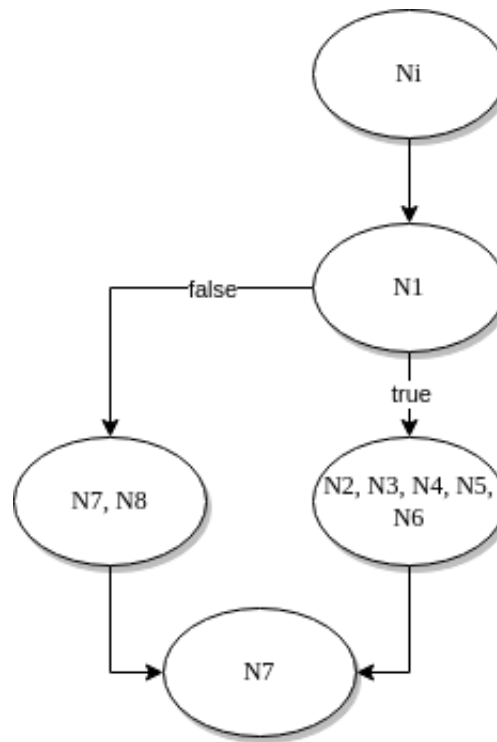 Ni
N1
false
true
N7, N8
N2, N3, N4, N5,
N6
N7